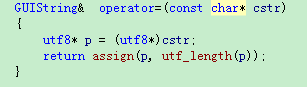 GUIString&  operator=(const char* cstr)
{
    utf8* p = (utf8*)cstr;
    return assign(p, utf_length(p));
}